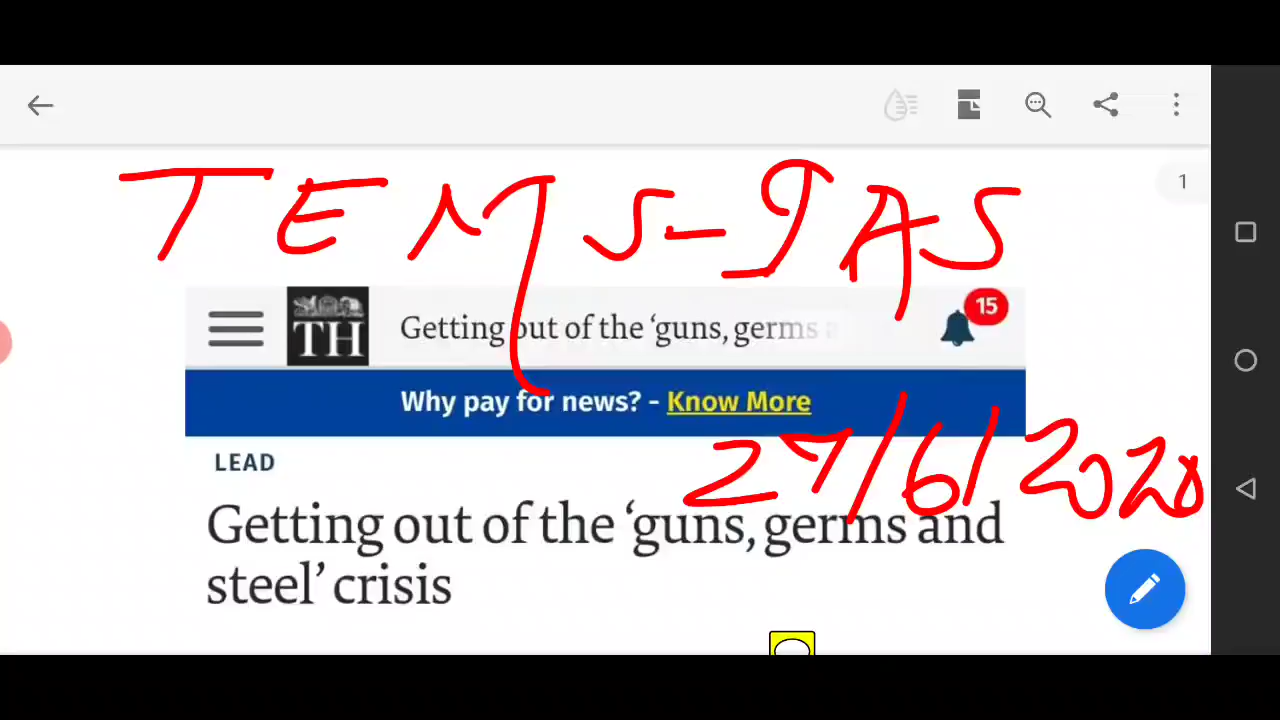 1
TEMS-IAS
TH Getting out of the ‘guns, germs a 15
Why pay for news? - Know More
27/6/2020
LEAD
Getting out of the ‘guns, germs and
steel’ crisis